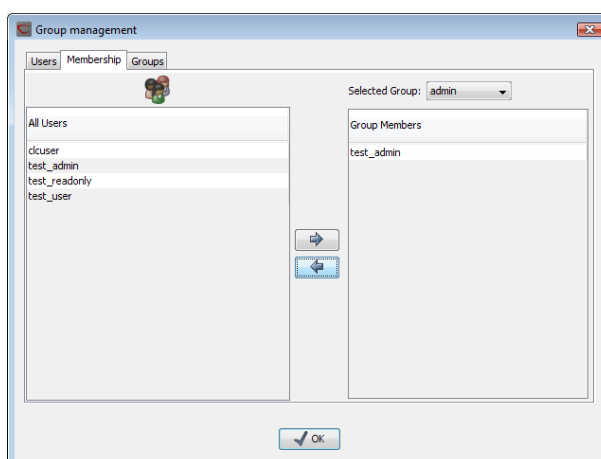 Group management
Users Membership Groups
Selected Group: admin
All Users
clcuser
test_admin
test_readonly
test_user
Group Members
test_admin
OK